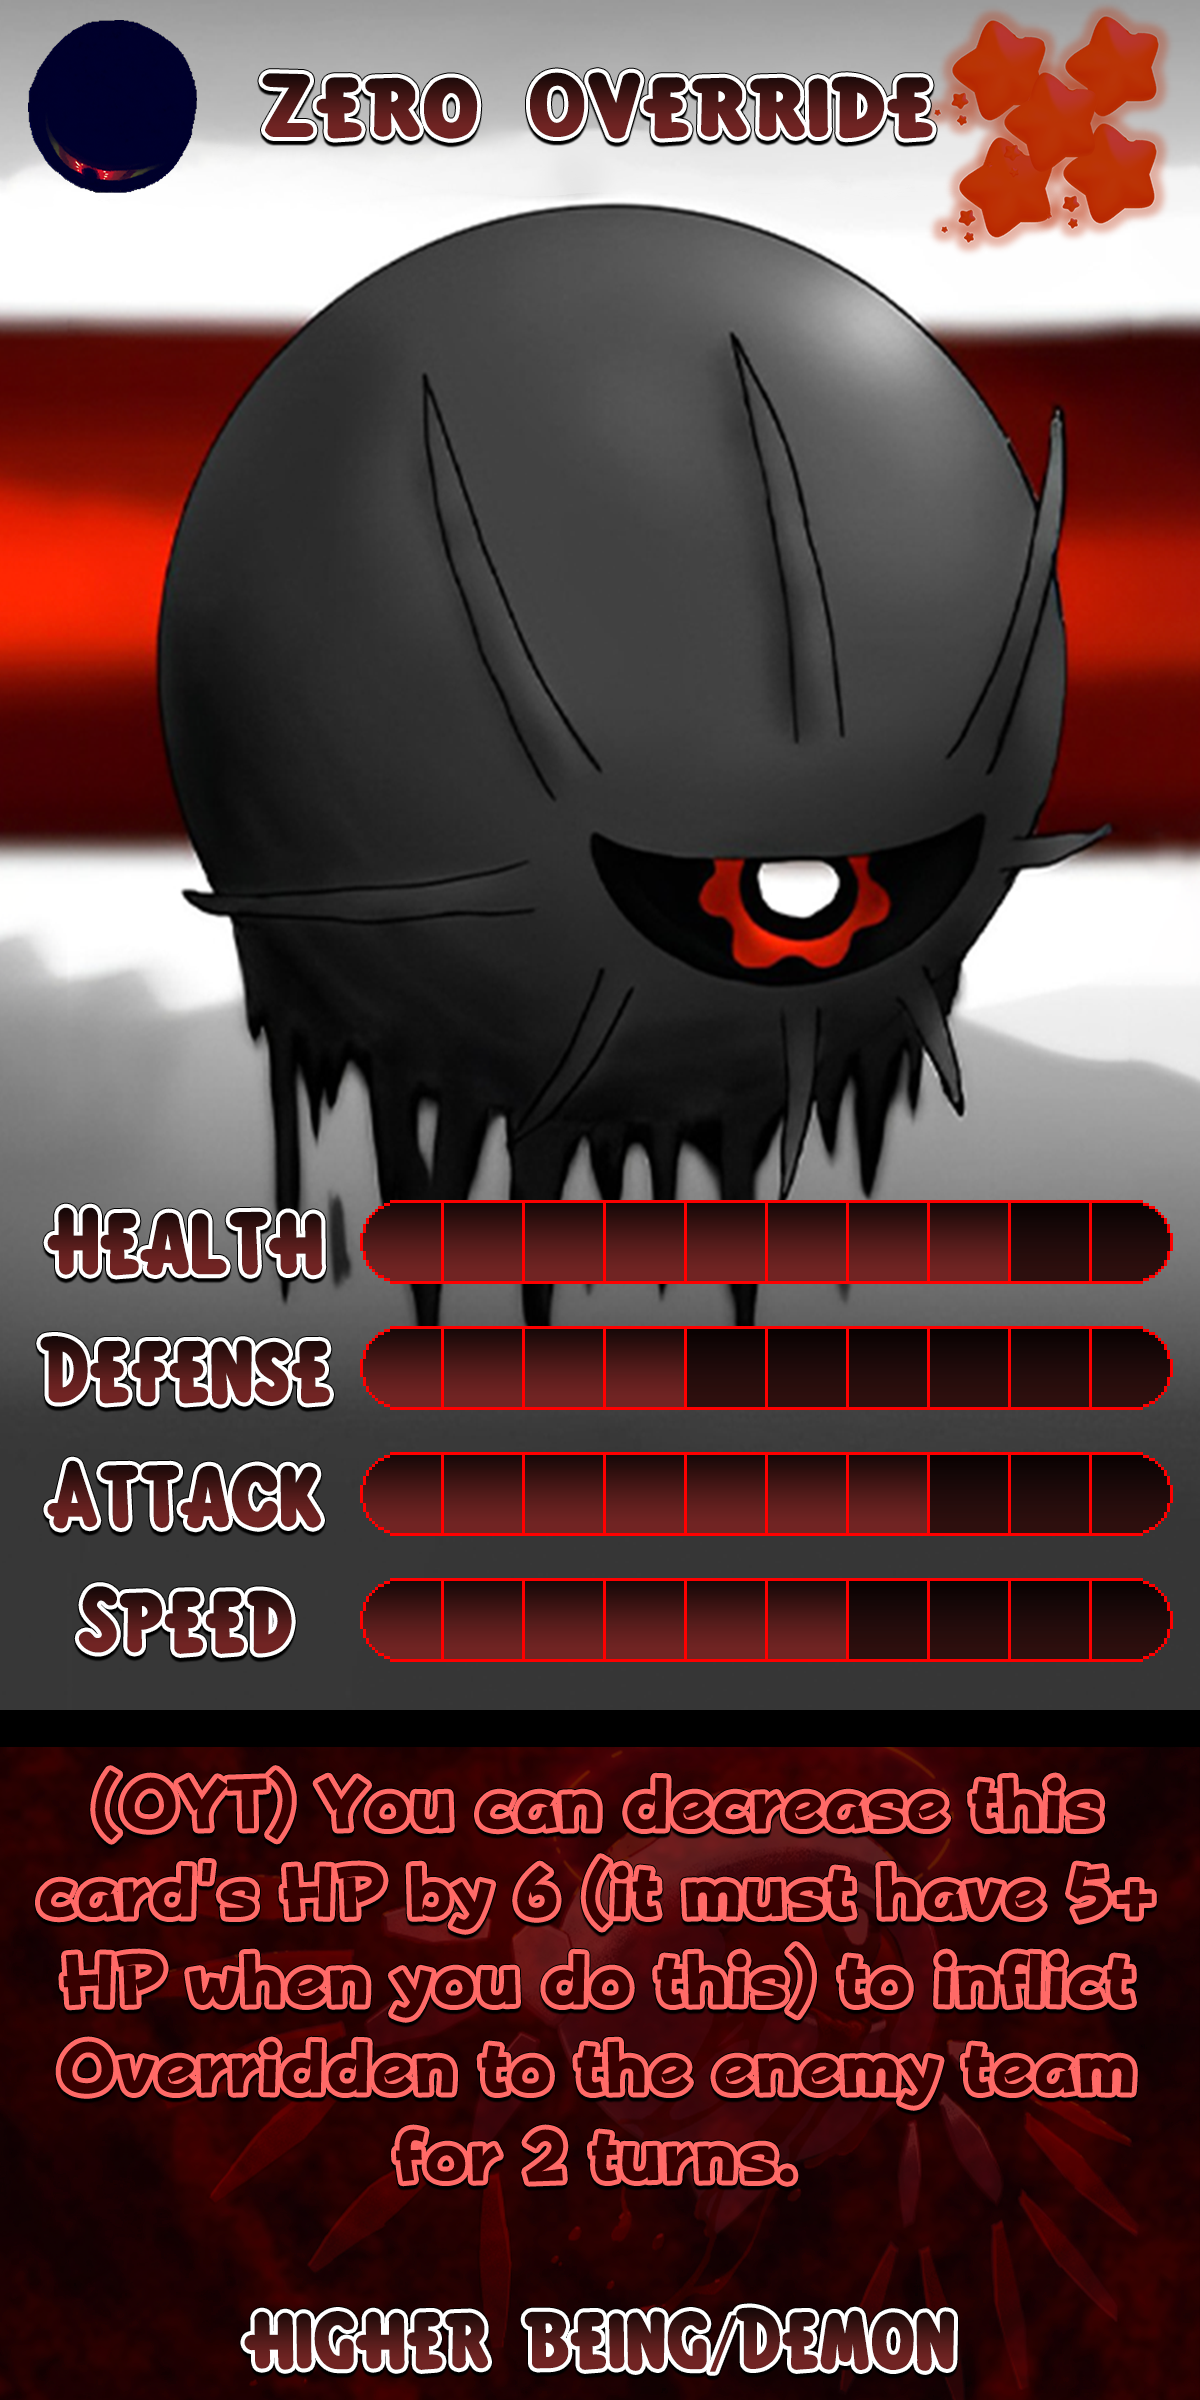 Zero Override
Health
Defense
Attack
Speed
(OYT) You can decrease this
card's HP by 6 (it must have 5+
HP when you do this) to inflict
Overridden to the enemy team
for 2 turns.
Higher Being/Demon